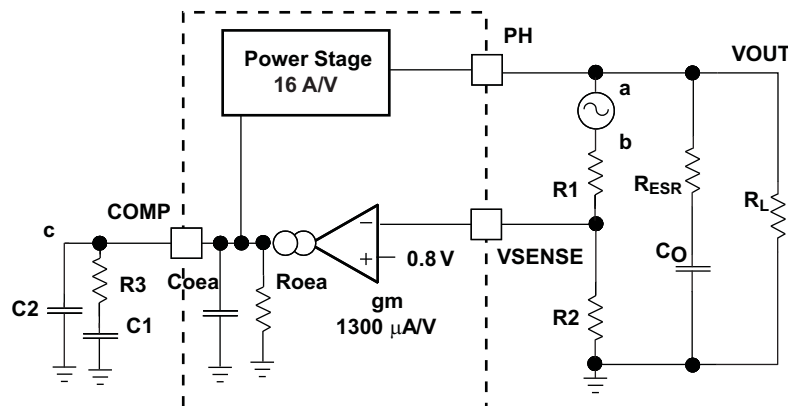 PH
VOUT
Power Stage
16 A/V
a
b
R1
RESR
RL
COMP
c
VSENSE
0.8 V
Coea
Roea
R3
C2
C1
gm
1300 μA/V
R2
CO
−
+